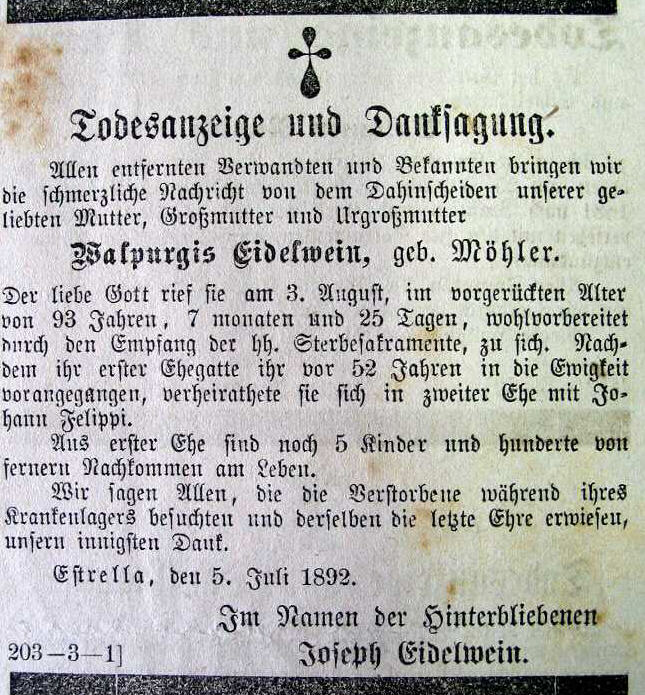 Todesanzeige und Danksagung.
Allen entfernten Verwandten und Bekannten bringen wir
die schmerzliche Nachricht von dem Dahinscheiden unserer ge-
liebten Mutter, Großmutter und Urgroßmutter
Walpurgis Eidelwein, geb. Möhler.
Der liebe Gott rief sie am 3. August, im vorgerückten Alter
von 93 Jahren, 7 monaten und 25 Tagen, wohlvorbereitet
durch den Empfang der hh. Sterbesakramente, zu sich. Nach-
dem ihr erster Ehegatte ihr vor 52 Jahren in die Ewigkeit
vorangegangen, verheirathete sie sich in zweiter Ehe mit Jo-
hann Felippi.
Aus erster Ehe sind noch 5 Kinder und hunderte von
fernern Nachkommen am Leben.
Wir sagen Allen, die die Verstorbene während ihres
Krankenlagers besuchten und derselben die letzte Ehre erwiesen,
unsern innigsten Dank.
Estrella, den 5. Juli 1892.
Im Namen der Hinterbliebenen
203—3—1] Joseph Eidelwein.